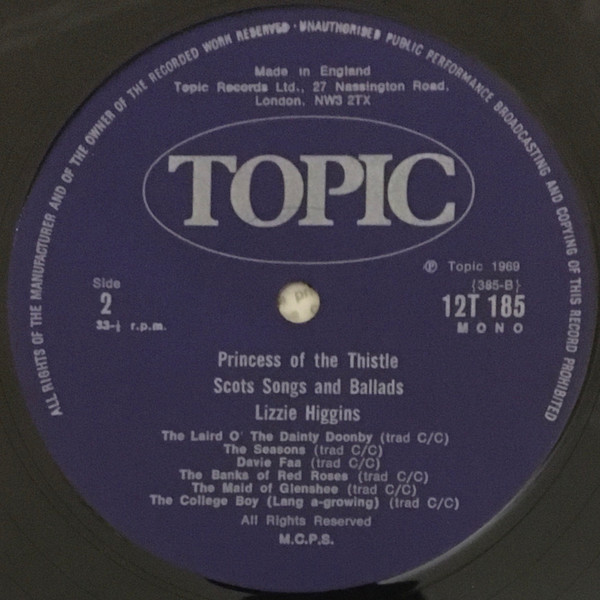 ALL RIGHTS OF THE MANUFACTURER AND OF THE OWNER OF THE RECORDED WORK RESERVED · UNAUTHORISED PUBLIC PERFORMANCE BROADCASTING AND COPYING OF THIS RECORD PROHIBITED
Made in England
Topic Records Ltd., 27 Nassington Road,
London, NW3 2TX
TOPIC
℗ Topic 1969
Side
2
33-⅓ r.p.m.
{385-B}
12T 185
MONO
Princess of the Thistle
Scots Songs and Ballads
Lizzie Higgins
The Laird O' The Dainty Doonby (trad C/C)
The Seasons (trad C/C)
Davie Faa (trad C/C)
The Banks of Red Roses (trad C/C)
The Maid of Glenshee (trad C/C)
The College Boy (Lang a-growing) (trad C/C)
All Rights Reserved
M.C.P.S.